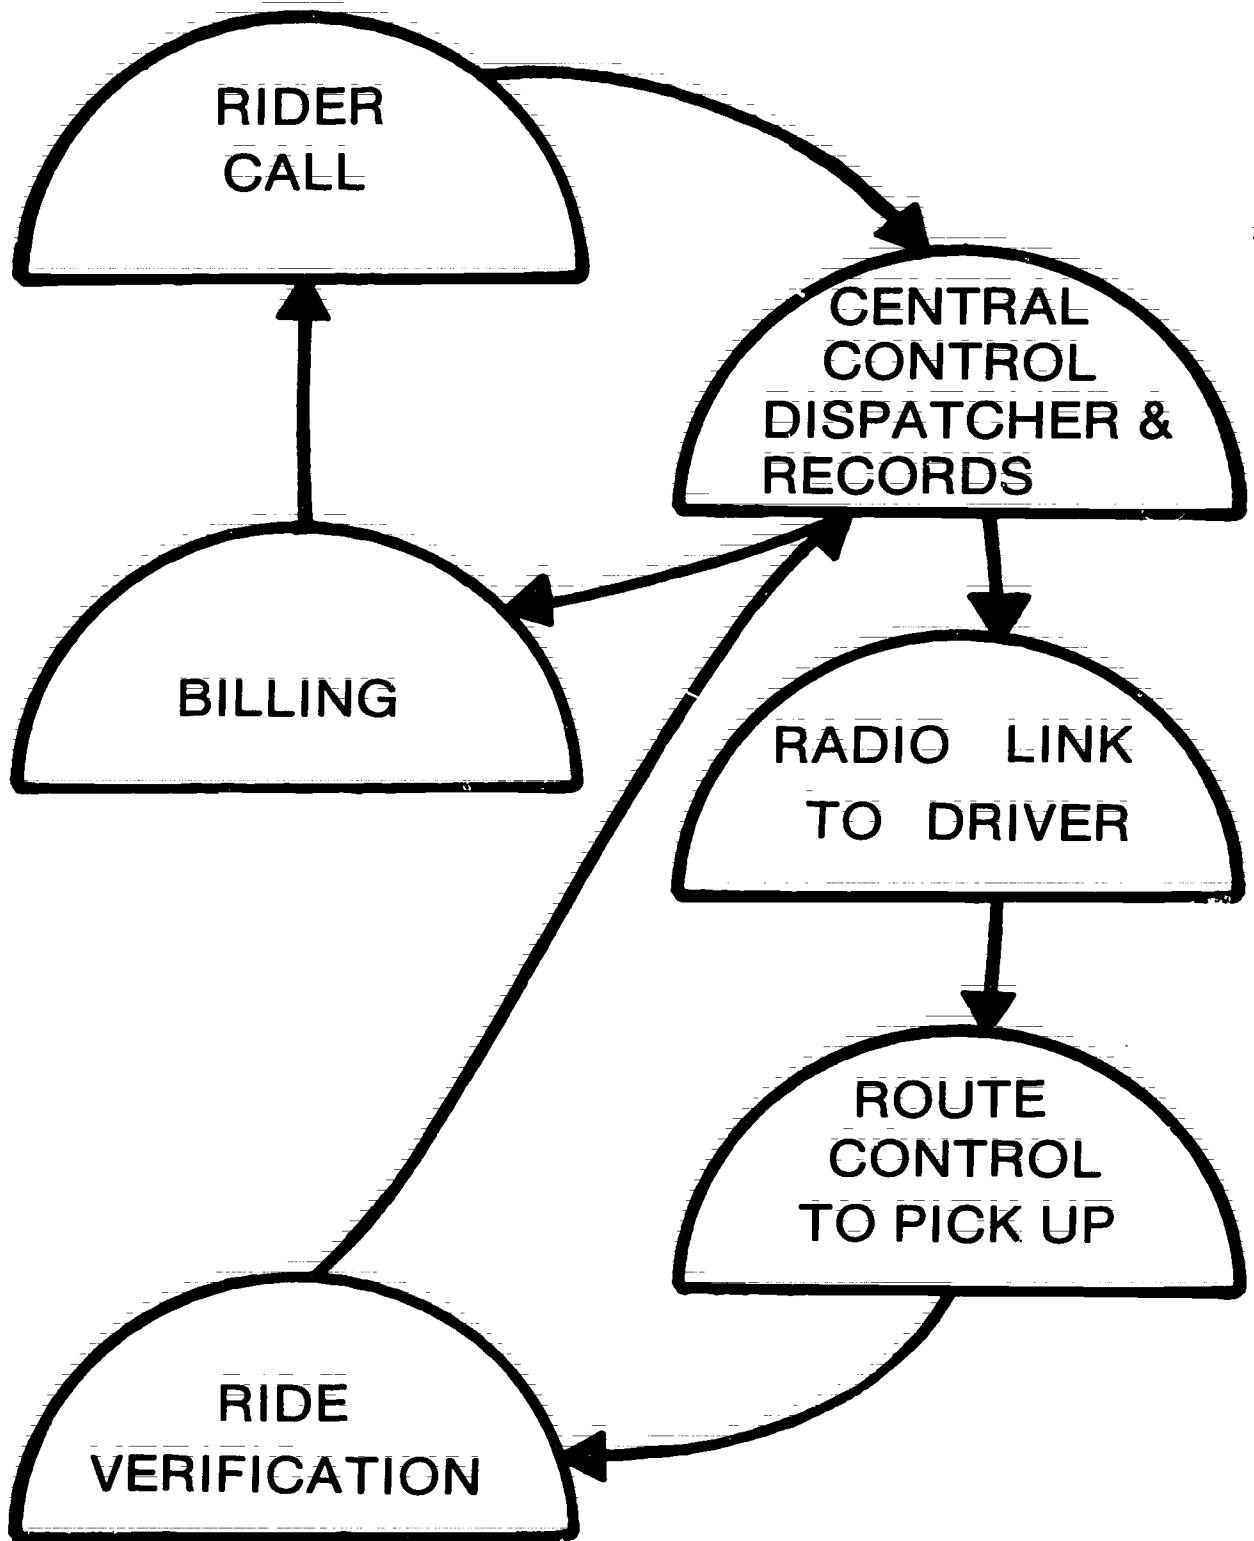 RIDER
CALL
CENTRAL
CONTROL
DISPATCHER &
RECORDS
BILLING
RADIO LINK
TO DRIVER
ROUTE
CONTROL
TO PICK UP
RIDE
VERIFICATION